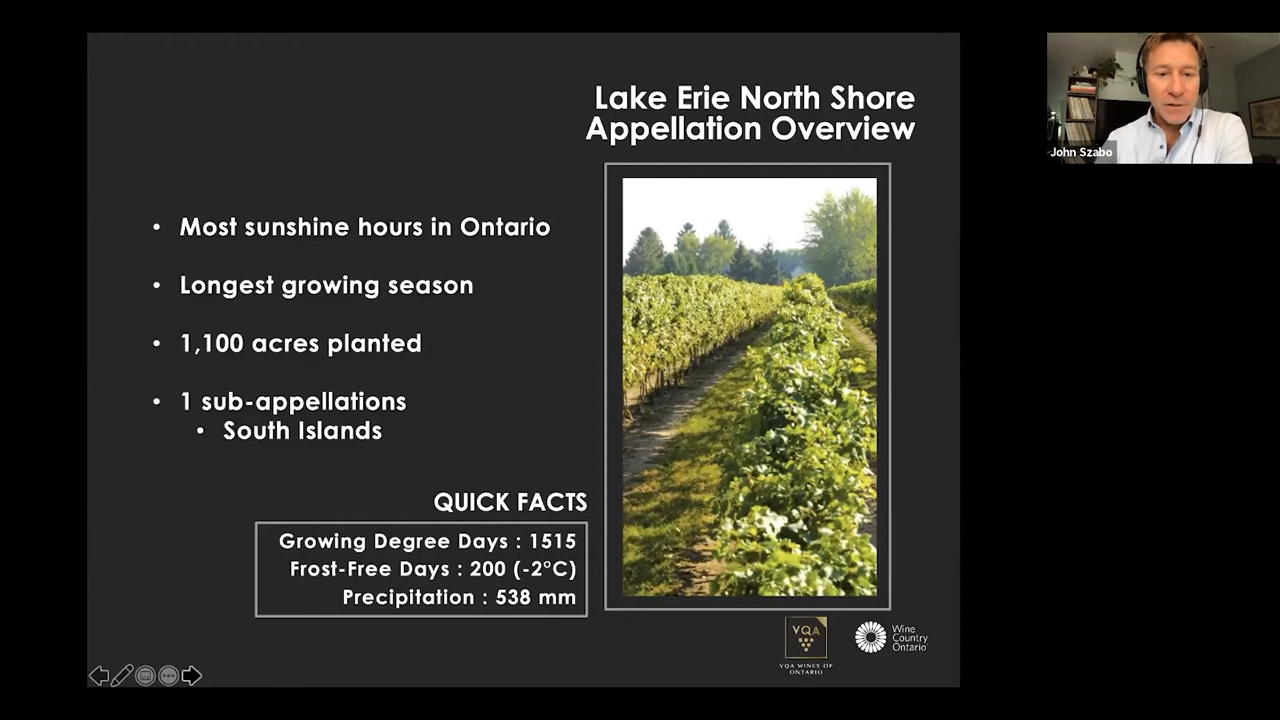 Lake Erie North Shore
Appellation Overview
• Most sunshine hours in Ontario
• Longest growing season
• 1,100 acres planted
• 1 sub-appellations
• South Islands
QUICK FACTS
Growing Degree Days : 1515
Frost-Free Days : 200 (-2°C)
Precipitation : 538 mm
VQA
VQA WINES OF
ONTARIO
Wine
Country
Ontario
John Szabo